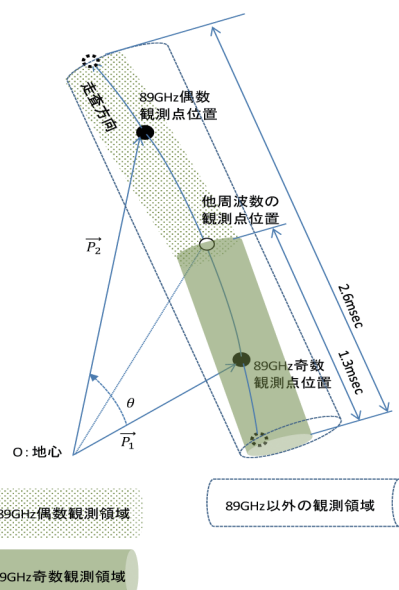 走査方向
89GHz偶数
観測点位置
他周波数の
観測点位置
P₂
2.6msec
1.3msec
89GHz奇数
観測点位置
θ
P₁
O:地心
89GHz以外の観測領域
89GHz偶数観測領域
9GHz奇数観測領域